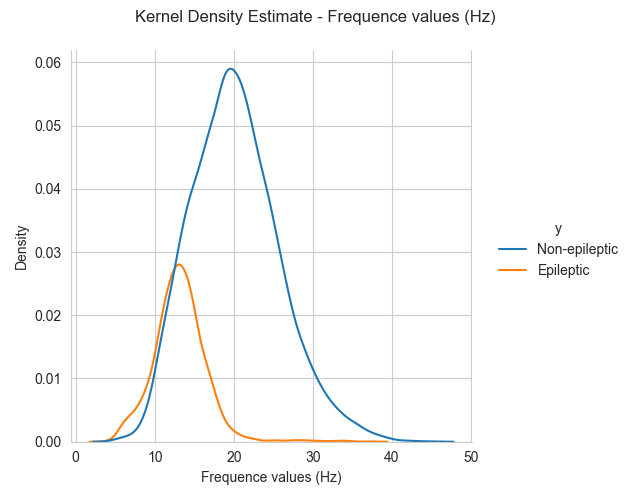 Kernel Density Estimate - Frequence values (Hz)
0.06
0.05
0.04
0.03
0.02
0.01
0.00
Density
0 10 20 30 40 50
Frequence values (Hz)
y
Non-epileptic
Epileptic